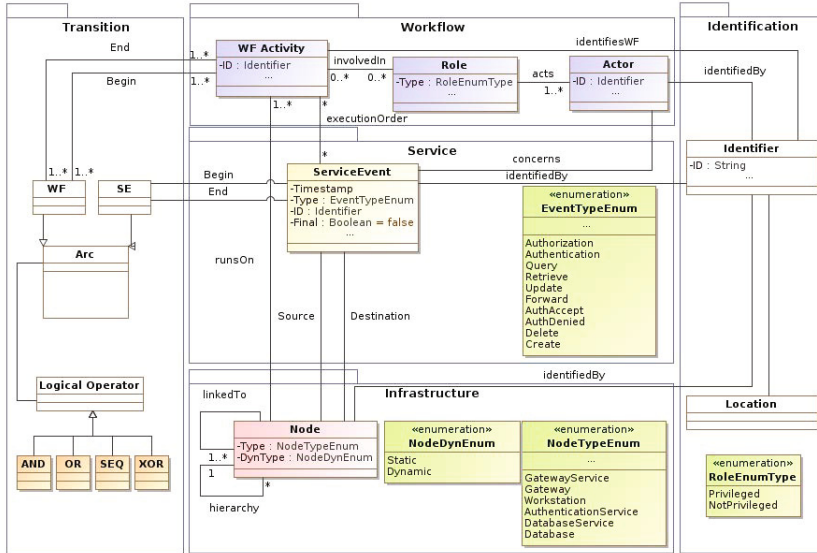 Transition
Workflow
Identification
End
1..*
WF Activity
-ID : Identifier
...
involvedIn
0..*
0..*
Role
-Type : RoleEnumType
...
acts
1..*
Actor
-ID : Identifier
...
identifiesWF
identifiedBy
Begin
1..*
1..*
*
executionOrder
Service
*
concerns
identifiedBy
Identifier
-ID : String
...
1..*
1..*
WF
SE
Begin
End
ServiceEvent
-Timestamp
-Type : EventTypeEnum
-ID : Identifier
-Final : Boolean = false
...
«enumeration»
EventTypeEnum
...
Authorization
Authentication
Query
Retrieve
Update
Forward
AuthAccept
AuthDenied
Delete
Create
Arc
runsOn
Source
Destination
Logical Operator
AND
OR
SEQ
XOR
Infrastructure
identifiedBy
linkedTo
1..*
1
*
hierarchy
Node
-Type : NodeTypeEnum
-DynType : NodeDynEnum
«enumeration»
NodeDynEnum
Static
Dynamic
«enumeration»
NodeTypeEnum
...
GatewayService
Gateway
Workstation
AuthenticationService
DatabaseService
Database
Location
«enumeration»
RoleEnumType
Privileged
NotPrivileged